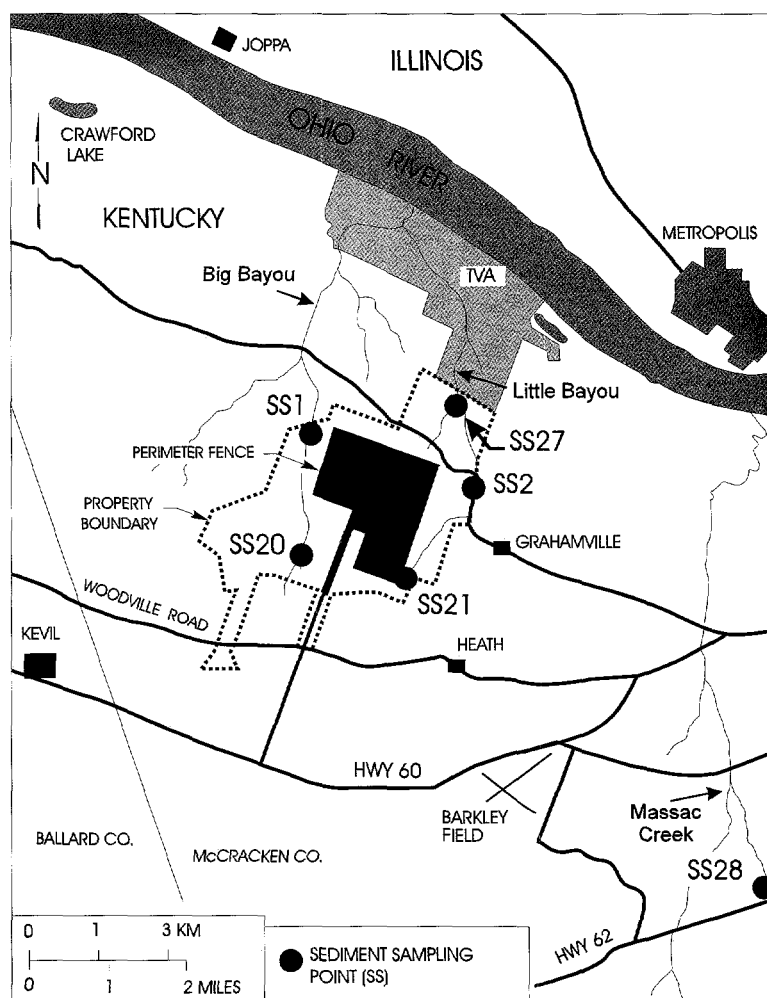 JOPPA
ILLINOIS
CRAWFORD
LAKE
OHIO RIVER
N
KENTUCKY
METROPOLIS
TVA
Big Bayou
Little Bayou
SS1
SS27
PERIMETER FENCE
SS2
PROPERTY
BOUNDARY
SS20
GRAHAMVILLE
SS21
WOODVILLE ROAD
KEVIL
HEATH
HWY 60
BARKLEY
FIELD
Massac
Creek
BALLARD CO.
McCRACKEN CO.
SS28
HWY 62
0 1 3 KM
0 1 2 MILES
SEDIMENT SAMPLING
POINT (SS)